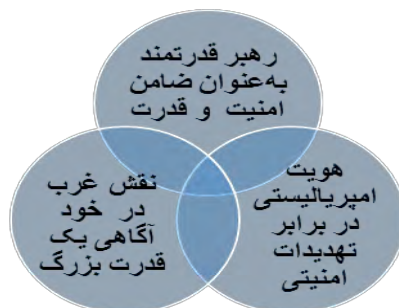 رهبر قدرتمند
به‌عنوان ضامن
امنیت و قدرت
نقش غرب
در خود
آگاهی یک
قدرت بزرگ
هویت
امپریالیستی
در برابر
تهدیدات
امنیتی